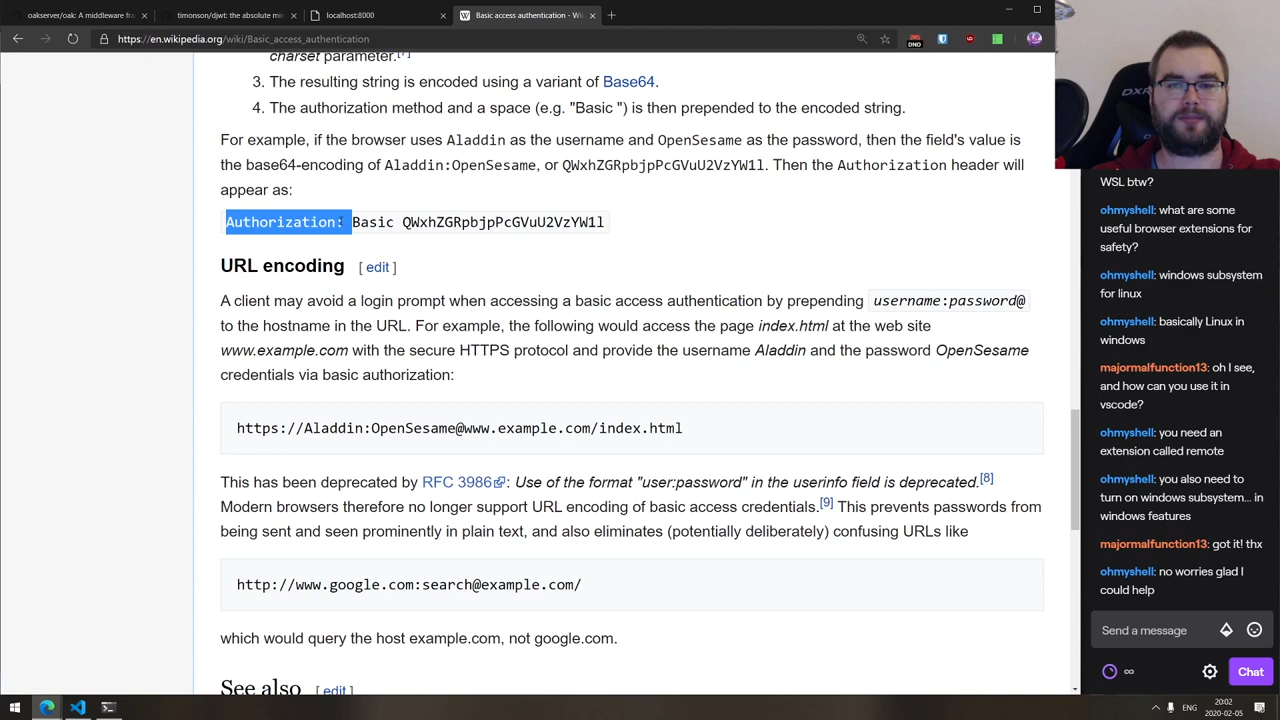 oakserver/oak: A middleware fra
timonson/djwt: the absolute min
localhost:8000
Basic access authentication - Wi
https://en.wikipedia.org/wiki/Basic_access_authentication
DND
charset parameter.[7]
3. The resulting string is encoded using a variant of Base64.
4. The authorization method and a space (e.g. "Basic ") is then prepended to the encoded string.
For example, if the browser uses Aladdin as the username and OpenSesame as the password, then the field's value is
the base64-encoding of Aladdin:OpenSesame, or QWxhZGRpbjpPcGVuU2VzYW1l. Then the Authorization header will
appear as:
Authorization: Basic QWxhZGRpbjpPcGVuU2VzYW1l
URL encoding [ edit ]
A client may avoid a login prompt when accessing a basic access authentication by prepending username:password@
to the hostname in the URL. For example, the following would access the page index.html at the web site
www.example.com with the secure HTTPS protocol and provide the username Aladdin and the password OpenSesame
credentials via basic authorization:
https://Aladdin:OpenSesame@www.example.com/index.html
This has been deprecated by RFC 3986: Use of the format "user:password" in the userinfo field is deprecated.[8]
Modern browsers therefore no longer support URL encoding of basic access credentials.[9] This prevents passwords from
being sent and seen prominently in plain text, and also eliminates (potentially deliberately) confusing URLs like
http://www.google.com:search@example.com/
which would query the host example.com, not google.com.
See also [ edit ]
DXR
WSL btw?
ohmyshell: what are some
useful browser extensions for
safety?
ohmyshell: windows subsystem
for linux
ohmyshell: basically Linux in
windows
majormalfunction13: oh I see,
and how can you use it in
vscode?
ohmyshell: you need an
extension called remote
ohmyshell: you also need to
turn on windows subsystem... in
windows features
majormalfunction13: got it! thx
ohmyshell: no worries glad I
could help
Send a message
Chat
ENG
20:02
2020-02-05